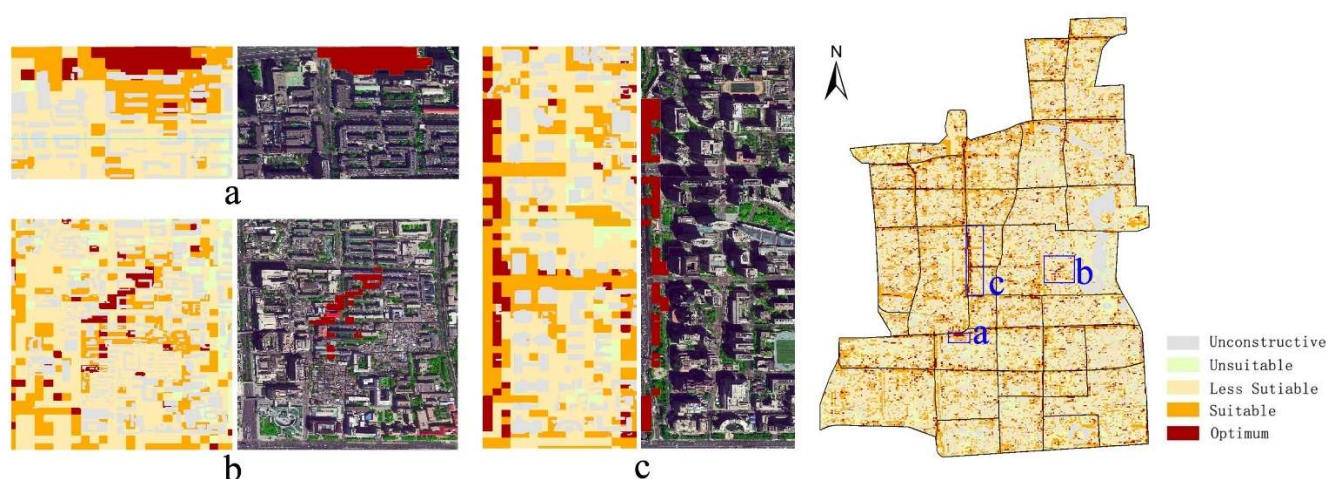 a
b
c
N
c
b
a
Unconstructive
Unsuitable
Less Sutiable
Suitable
Optimum